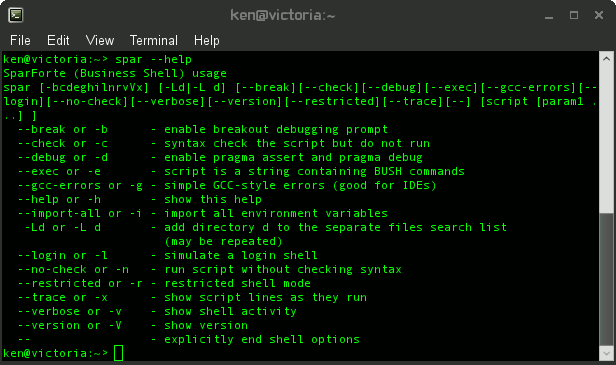 ken@victoria:~
File Edit View Terminal Help
ken@victoria:~> spar --help
SparForte (Business Shell) usage
spar [-bcdeghilnrvVx] [-Ld|-L d] [--break][--check][--debug][--exec][--gcc-errors][--
login][--no-check][--verbose][--version][--restricted][--trace][--] [script [param1 .
..] ]
--break or -b - enable breakout debugging prompt
--check or -c - syntax check the script but do not run
--debug or -d - enable pragma assert and pragma debug
--exec or -e - script is a string containing BUSH commands
--gcc-errors or -g - simple GCC-style errors (good for IDEs)
--help or -h - show this help
--import-all or -i - import all environment variables
-Ld or -L d - add directory d to the separate files search list
(may be repeated)
--login or -l - simulate a login shell
--no-check or -n - run script without checking syntax
--restricted or -r - restricted shell mode
--trace or -x - show script lines as they run
--verbose or -v - show shell activity
--version or -V - show version
-- - explicitly end shell options
ken@victoria:~>